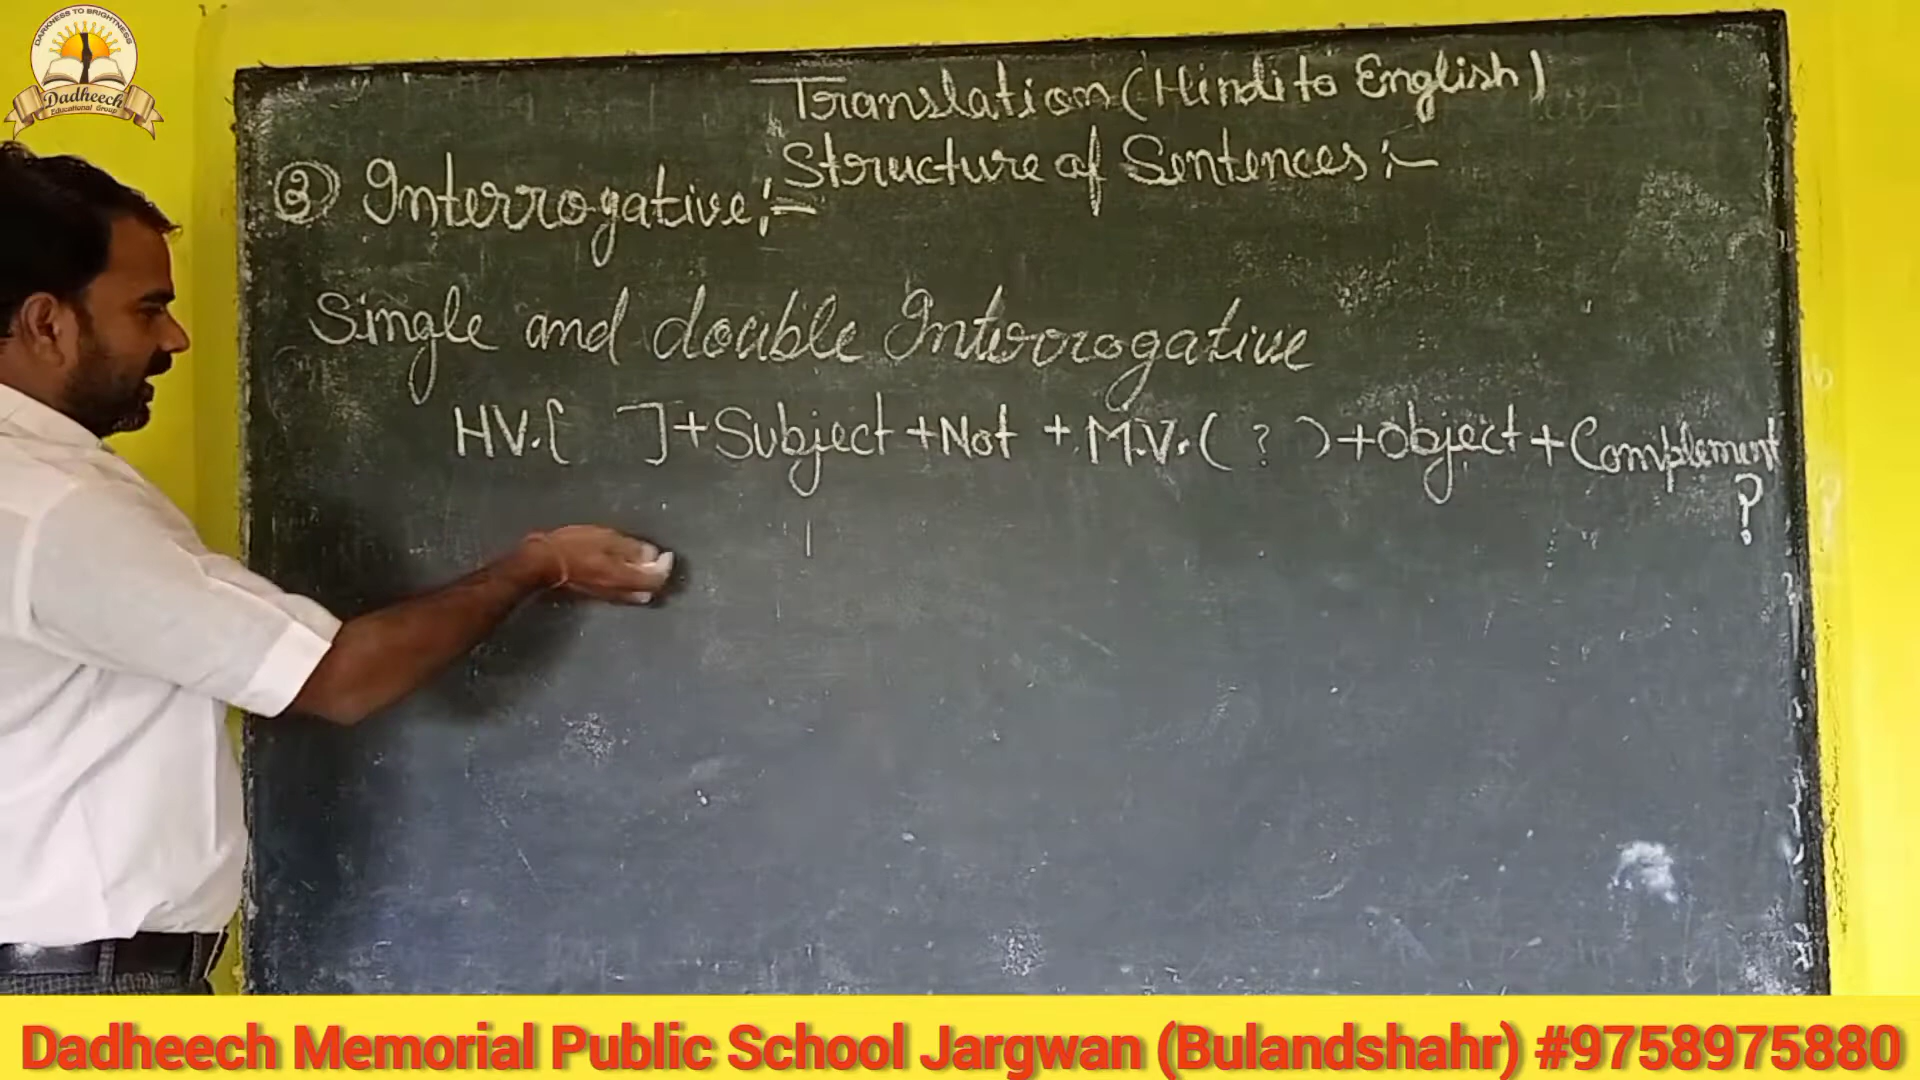 DARKNESS TO BRIGHTNESS
Dadheech
Educational Group
Translation (Hindi to English)
Structure of Sentences :-
③ Interrogative :-
Single and double Interrogative
HV. [ ] + Subject + Not + M.V. ( ? ) + Object + Complement
?
Dadheech Memorial Public School Jargwan (Bulandshahr) #9758975880